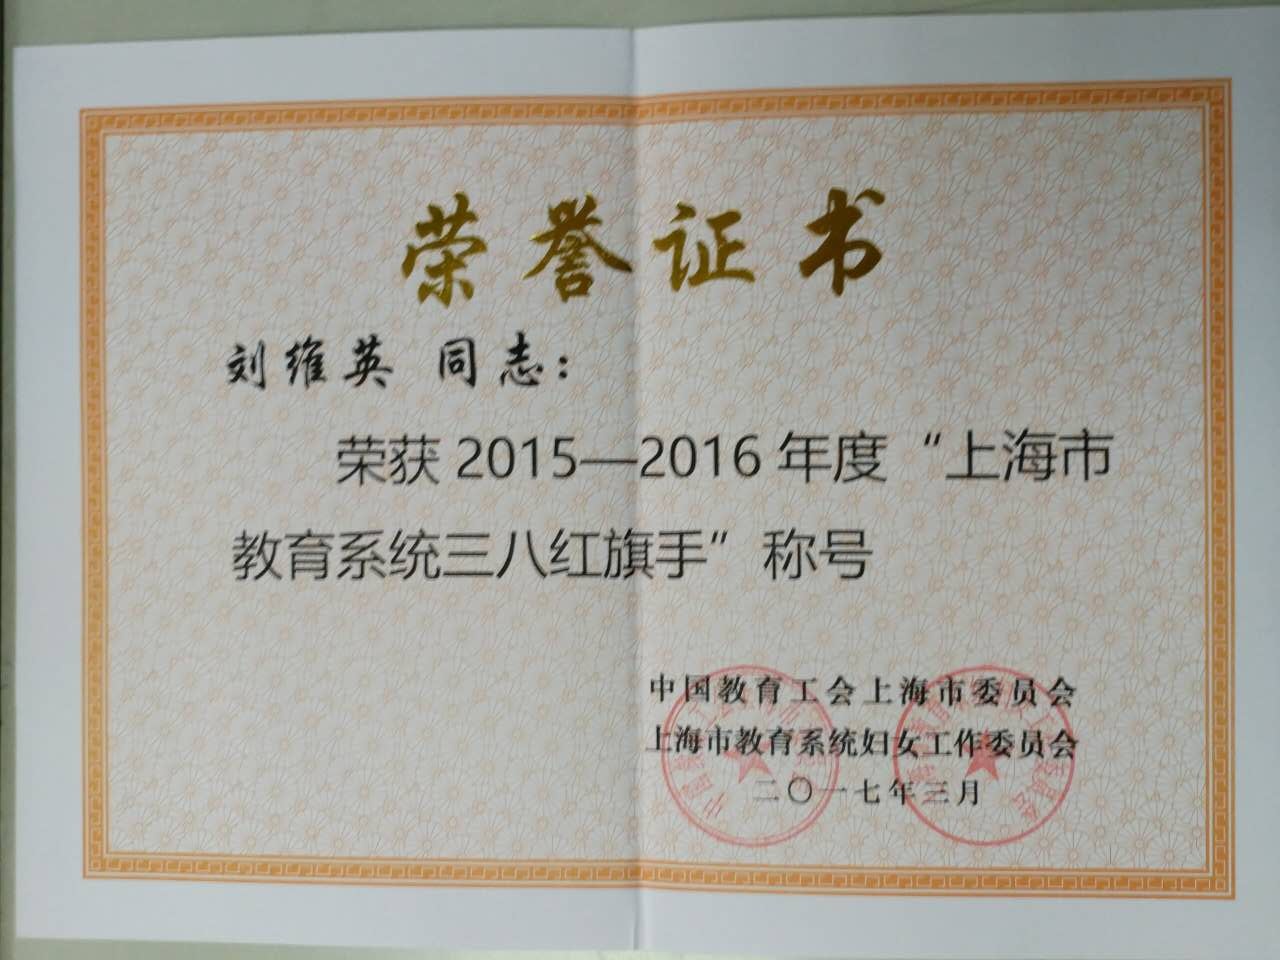 荣誉证书
刘维英 同志：
荣获 2015—2016 年度“上海市
教育系统三八红旗手”称号
中国教育工会上海市委员会
上海市教育系统妇女工作委员会
二〇一七年三月